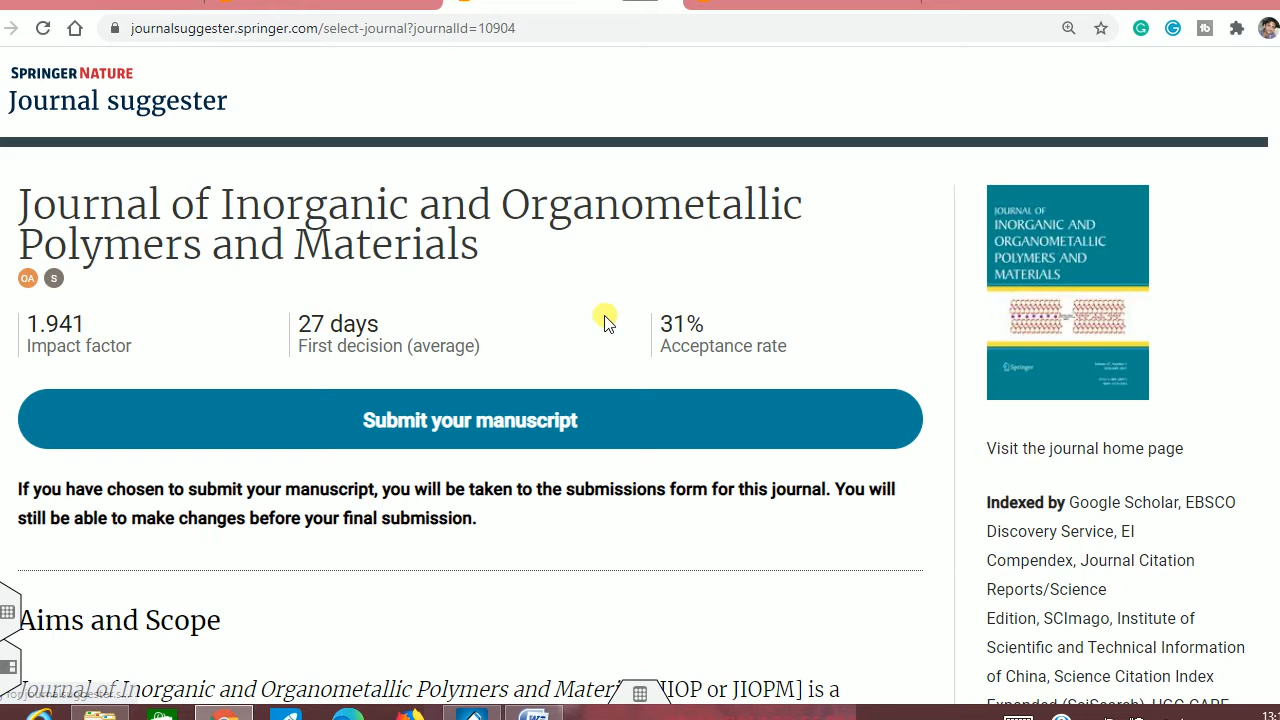 journalsuggester.springer.com/select-journal?journalId=10904
SPRINGER NATURE
Journal suggester
Journal of Inorganic and Organometallic
Polymers and Materials
OA S
1.941
Impact factor
27 days
First decision (average)
31%
Acceptance rate
Submit your manuscript
If you have chosen to submit your manuscript, you will be taken to the submissions form for this journal. You will
still be able to make changes before your final submission.
Aims and Scope
Journal of Inorganic and Organometallic Polymers and Materi JIOP or JIOPM] is a
JOURNAL OF
INORGANIC AND
ORGANOMETALLIC
POLYMERS AND
MATERIALS
Springer
Visit the journal home page
Indexed by Google Scholar, EBSCO
Discovery Service, EI
Compendex, Journal Citation
Reports/Science
Edition, SCImago, Institute of
Scientific and Technical Information
of China, Science Citation Index
Expanded (SciSearch), UGC-CARE